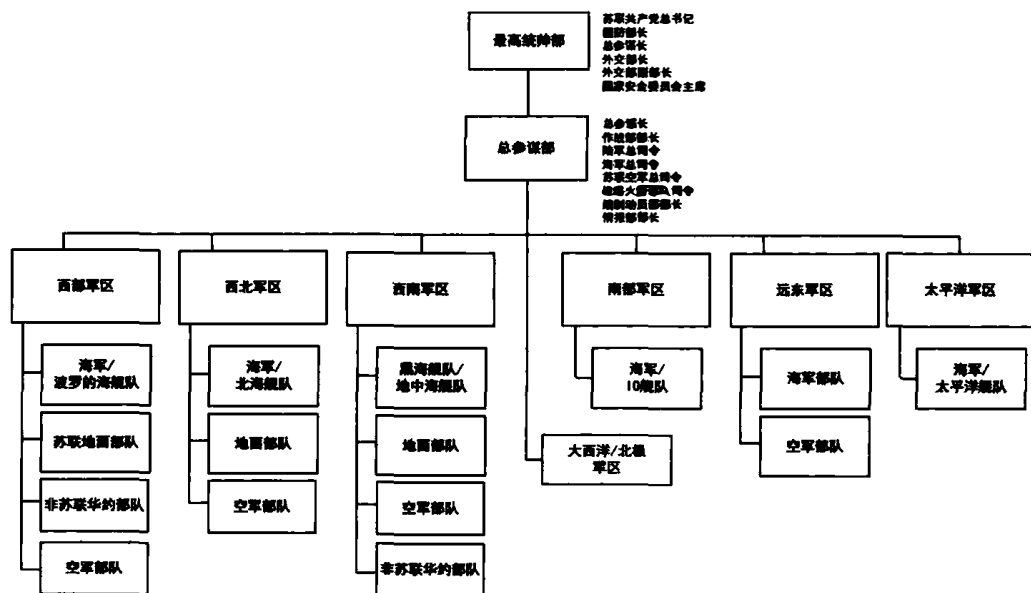 最高统帅部
苏联共产党总书记
国防部长
总参谋长
外交部长
外交部副部长
国家安全委员会主席
总参谋部
总参谋长
作战部部长
陆军总司令
海军总司令
苏联空军总司令
战略火箭军总司令
编制动员部部长
情报部部长
西部军区
西北军区
西南军区
南部军区
远东军区
太平洋军区
海军/
波罗的海舰队
苏联地面部队
非苏联华约部队
空军部队
海军/
北海舰队
地面部队
空军部队
黑海舰队/
地中海舰队
地面部队
空军部队
非苏联华约部队
海军/
IO舰队
大西洋/北极
军区
海军部队
空军部队
海军/
太平洋舰队